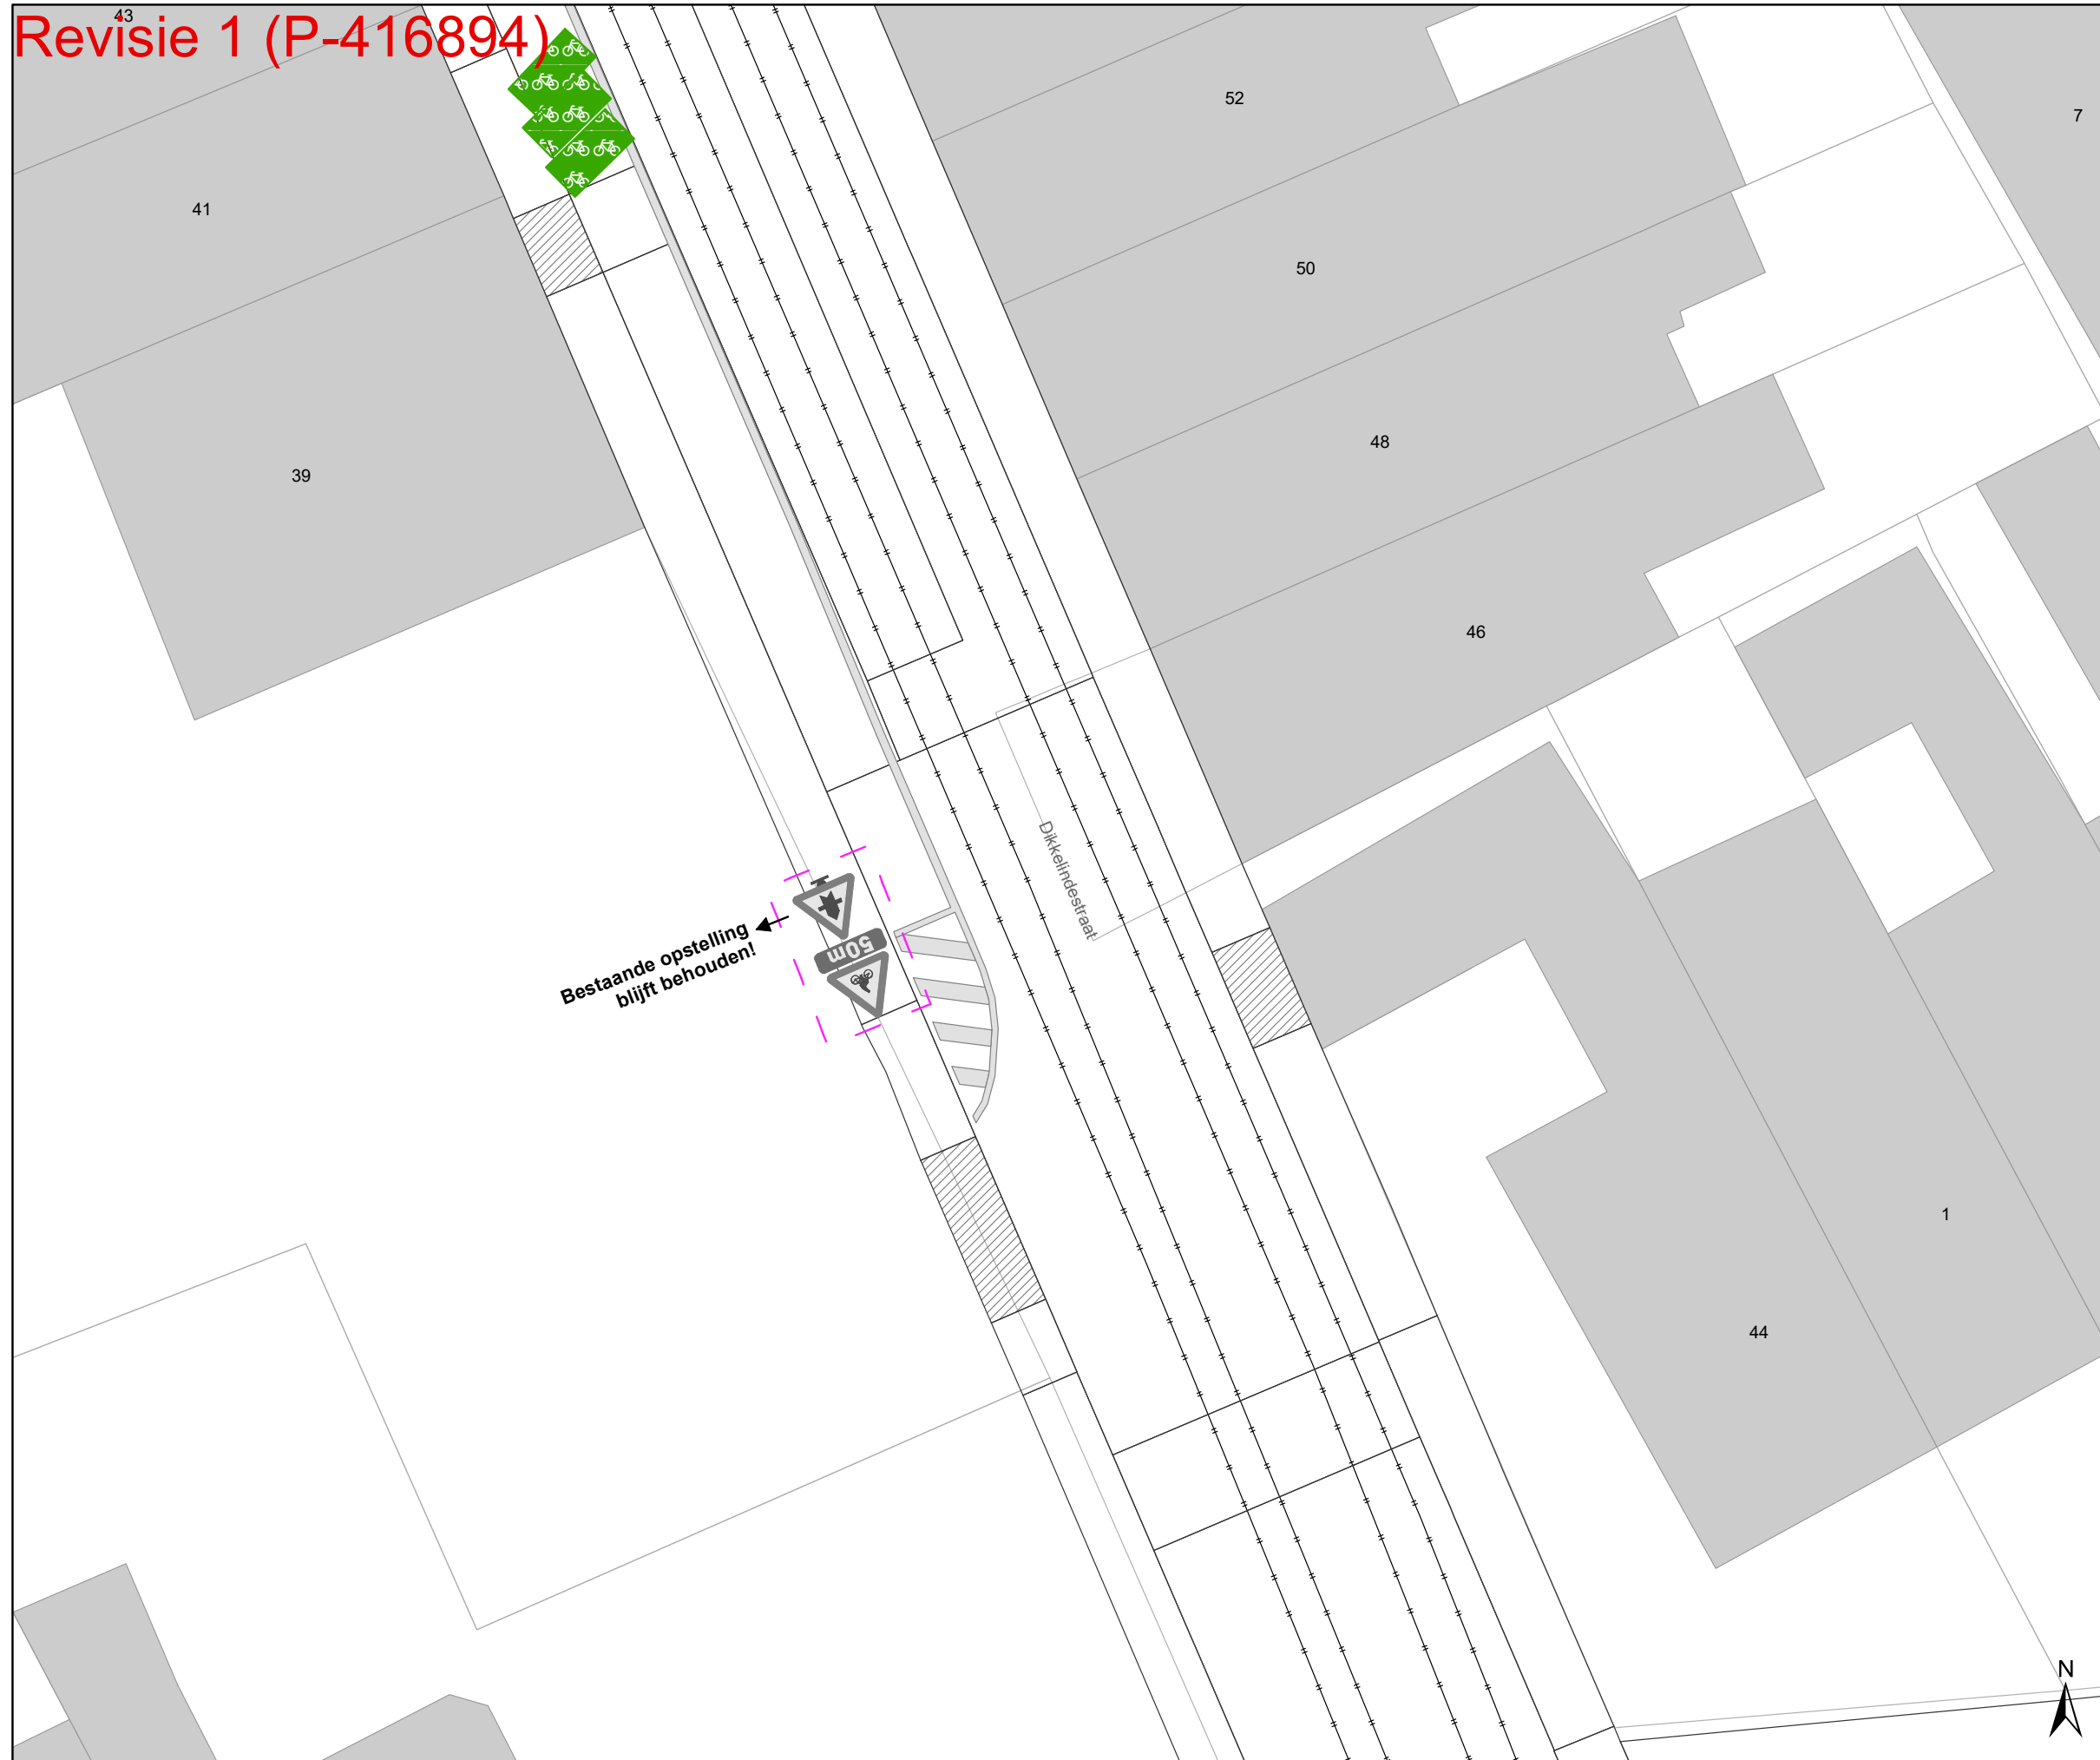 43
Revisie 1 (P-416894)
52
7
41
50
48
39
46
Dikkelindestraat
Bestaande opstelling
blijft behouden!
50m
1
44
N